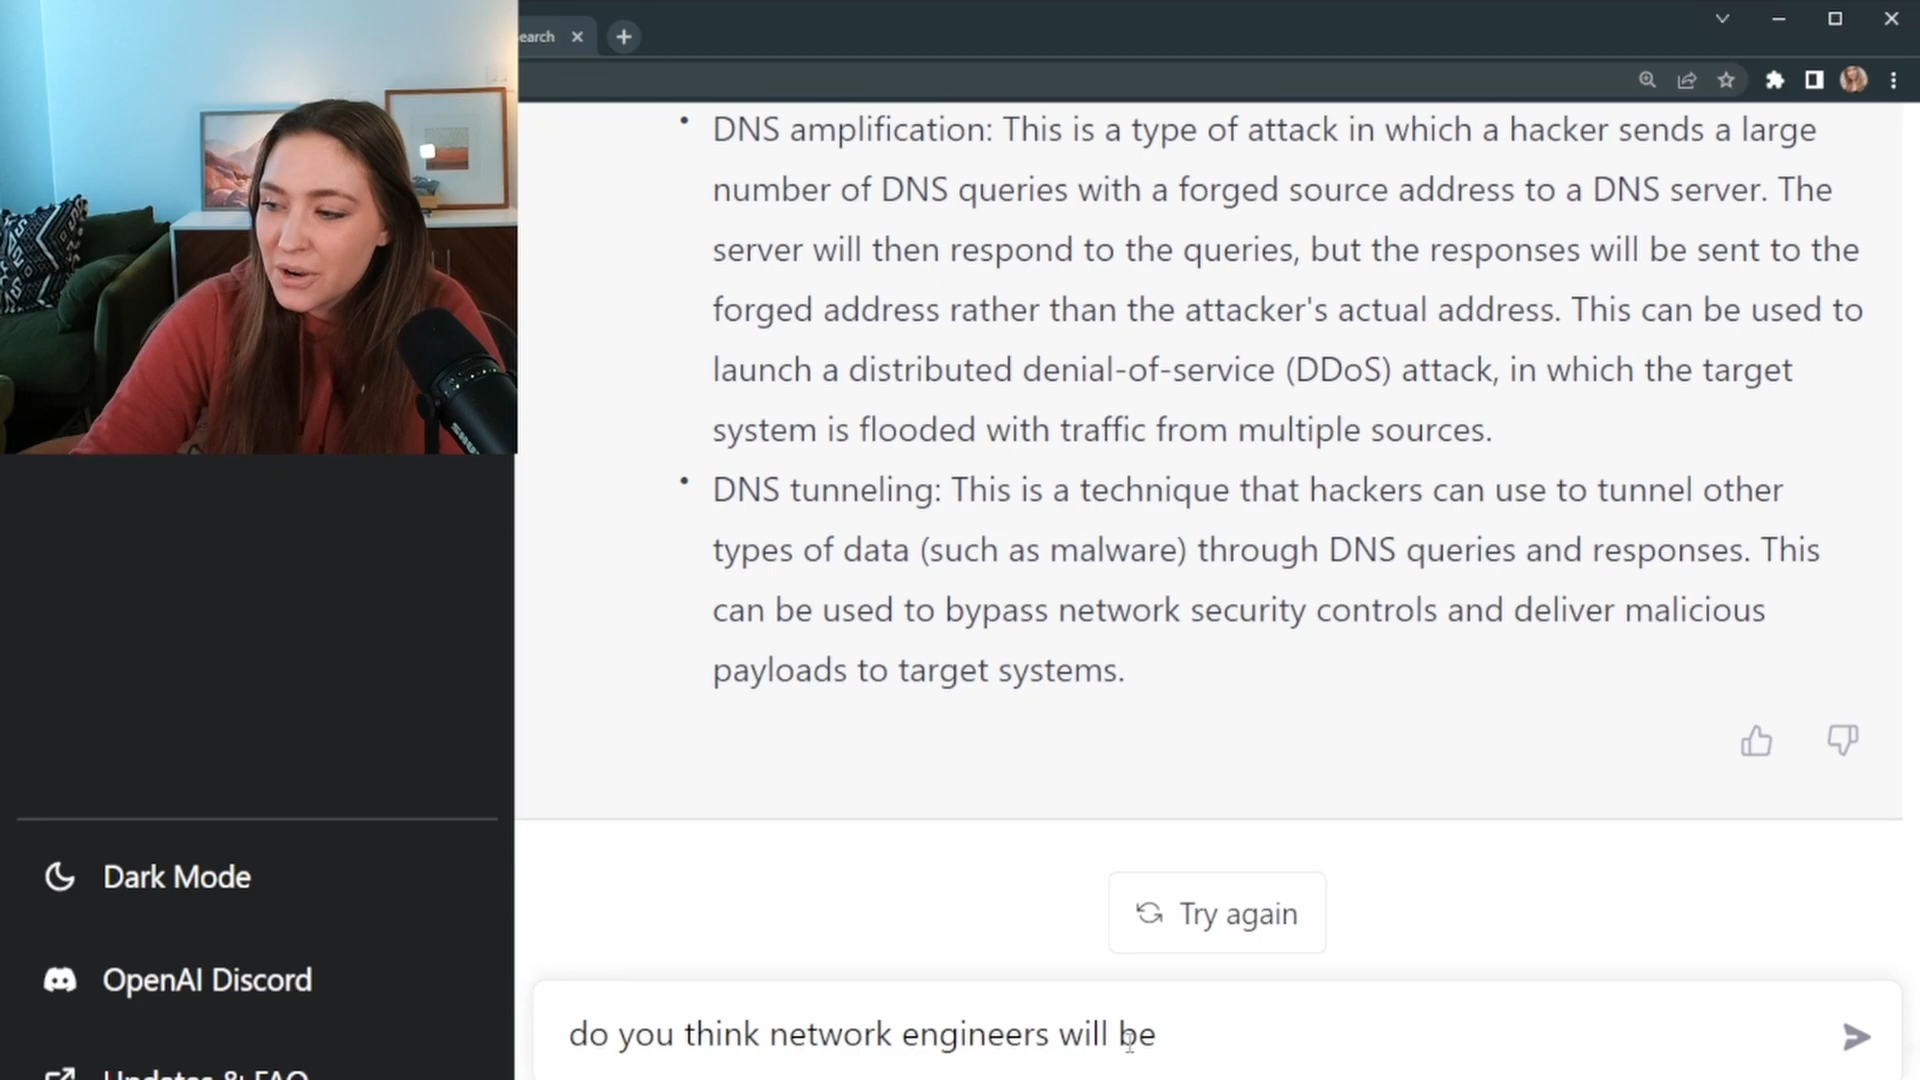 earch
DNS amplification: This is a type of attack in which a hacker sends a large
number of DNS queries with a forged source address to a DNS server. The
server will then respond to the queries, but the responses will be sent to the
forged address rather than the attacker's actual address. This can be used to
launch a distributed denial-of-service (DDoS) attack, in which the target
system is flooded with traffic from multiple sources.
DNS tunneling: This is a technique that hackers can use to tunnel other
types of data (such as malware) through DNS queries and responses. This
can be used to bypass network security controls and deliver malicious
payloads to target systems.
Dark Mode
Try again
OpenAI Discord
do you think network engineers will be
Updates & FAQ